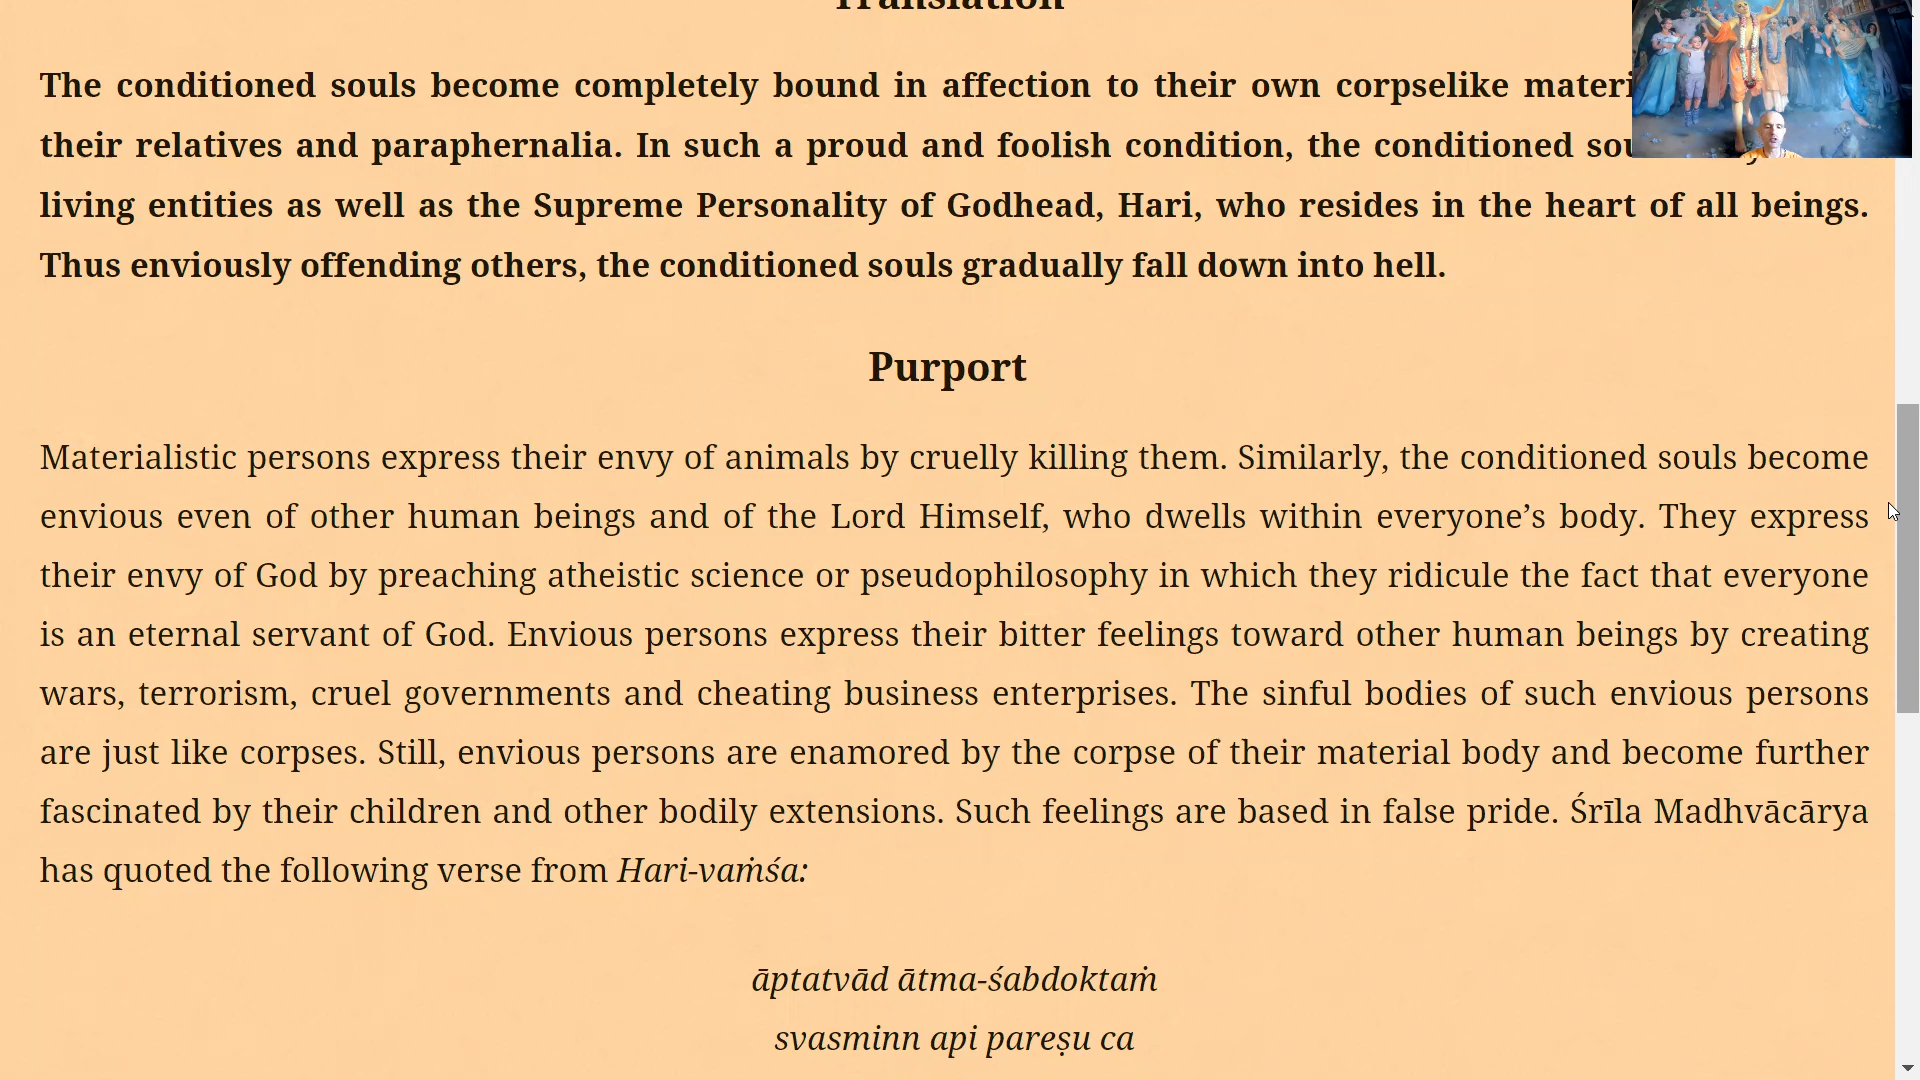 Translation
The conditioned souls become completely bound in affection to their own corpselike
their relatives and paraphernalia. In such a proud and foolish condition, the conditioned
living entities as well as the Supreme Personality of Godhead, Hari, who resides in the heart of all beings.
Thus enviously offending others, the conditioned souls gradually fall down into hell.
Purport
Materialistic persons express their envy of animals by cruelly killing them. Similarly, the conditioned souls become
envious even of other human beings and of the Lord Himself, who dwells within everyone’s body. They express
their envy of God by preaching atheistic science or pseudophilosophy in which they ridicule the fact that everyone
is an eternal servant of God. Envious persons express their bitter feelings toward other human beings by creating
wars, terrorism, cruel governments and cheating business enterprises. The sinful bodies of such envious persons
are just like corpses. Still, envious persons are enamored by the corpse of their material body and become further
fascinated by their children and other bodily extensions. Such feelings are based in false pride. Śrīla Madhvācārya
has quoted the following verse from Hari-vaṁśa:
āptatvād ātma-śabdoktaṁ
svasminn api pareṣu ca